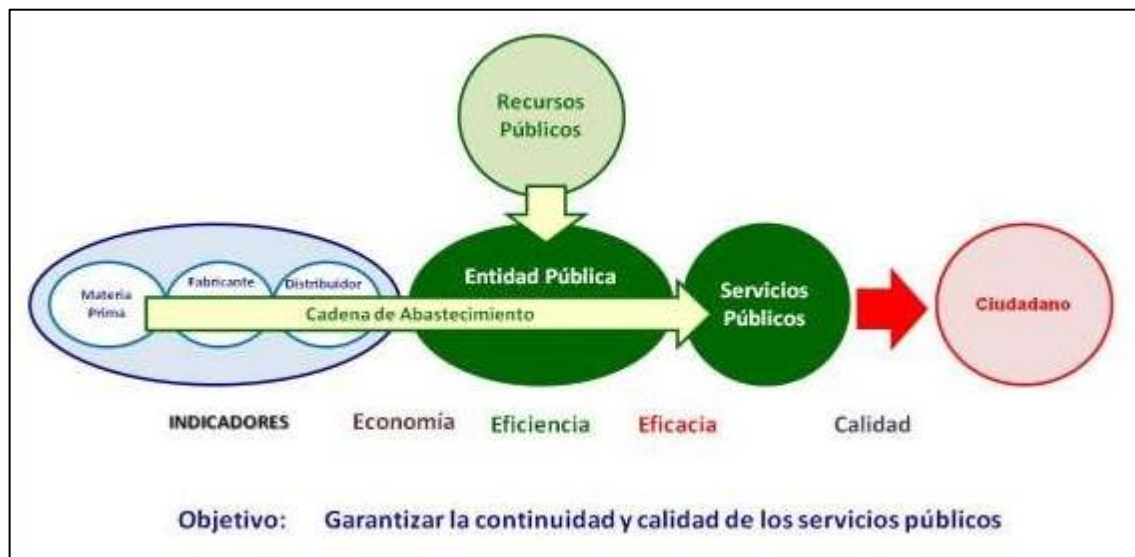 Recursos
Públicos
Entidad Pública
Servicios
Públicos
Materia
Prima
Fabricante
Distribuidor
Cadena de Abastecimiento
Ciudadano
INDICADORES Economía Eficiencia Eficacia Calidad
Objetivo: Garantizar la continuidad y calidad de los servicios públicos